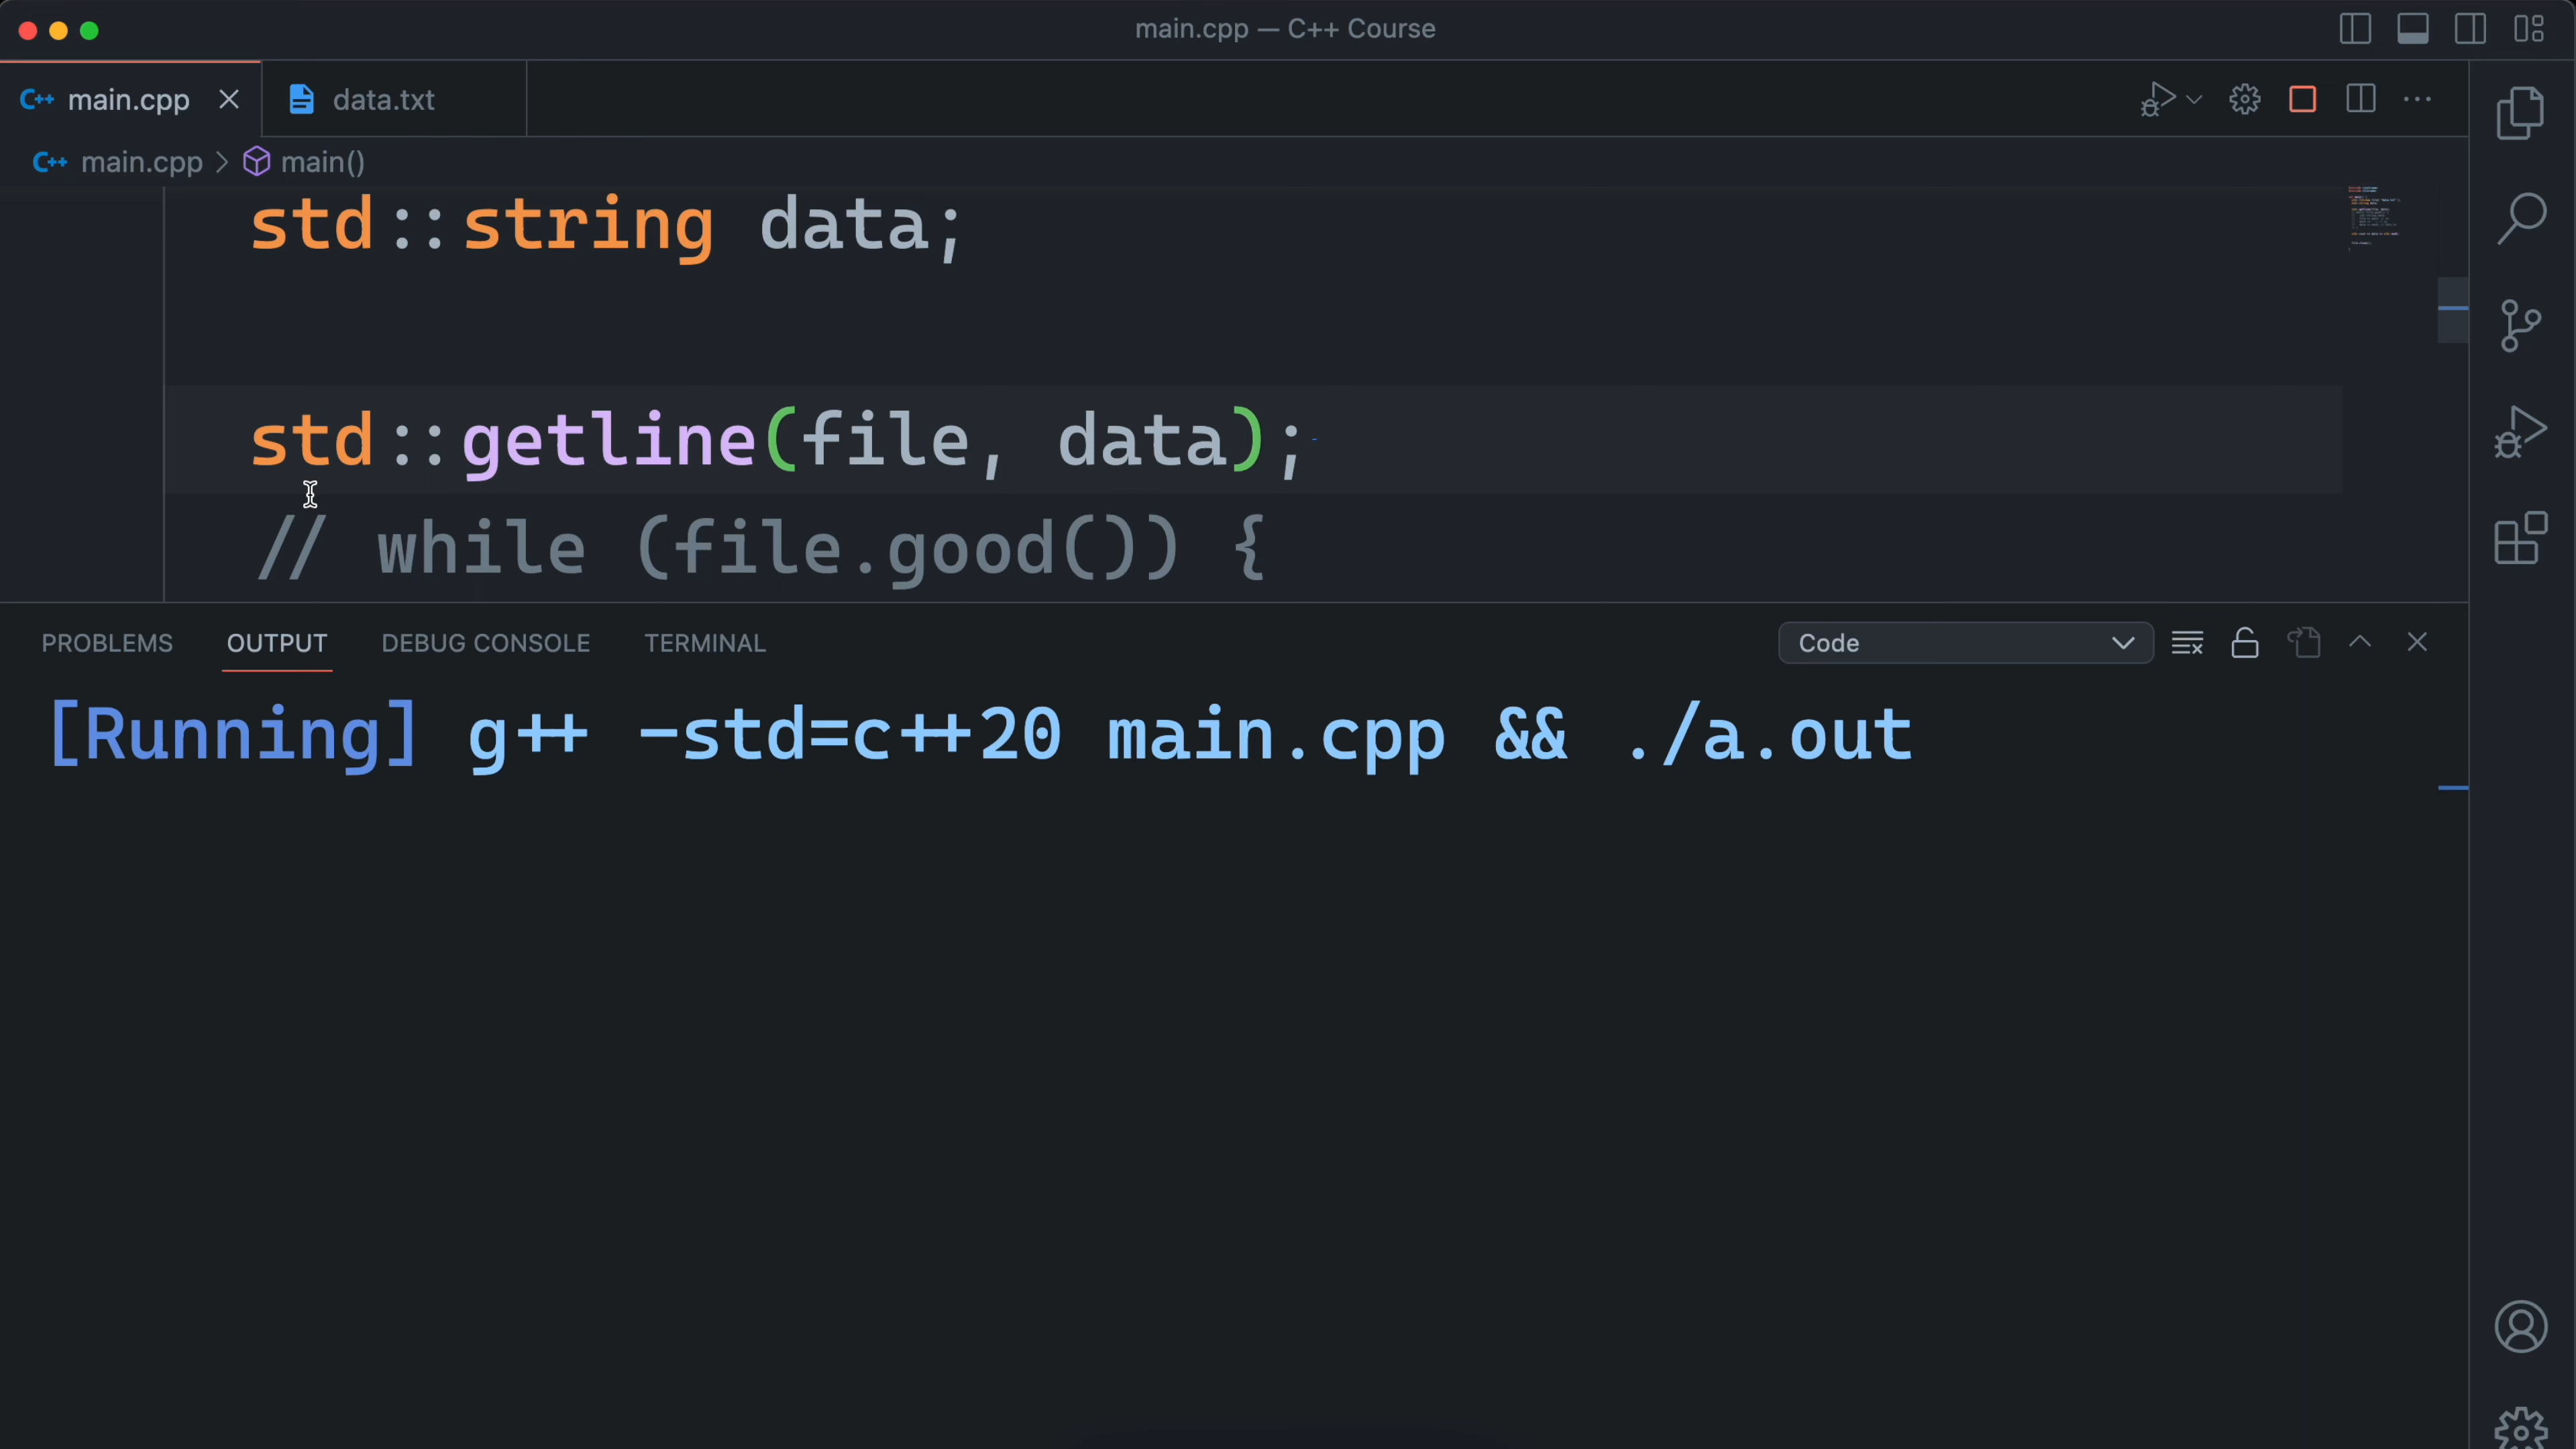 main.cpp — C++ Course
C++ main.cpp data.txt
C++ main.cpp > main()
std::string data;
std::getline(file, data);
// while (file.good()) {
PROBLEMS OUTPUT DEBUG CONSOLE TERMINAL Code
[Running] g++ -std=c++20 main.cpp && ./a.out